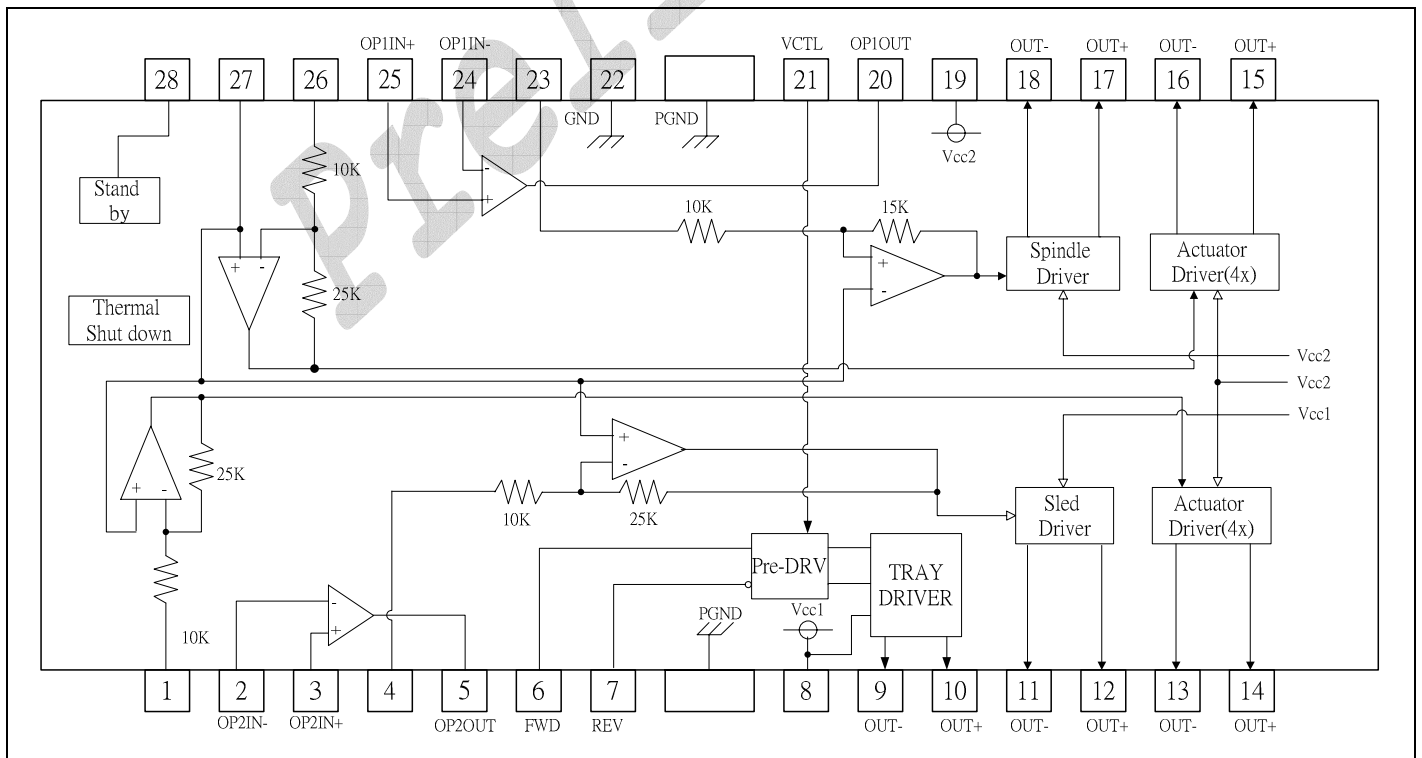 OP1IN+ OP1IN- VCTL OP1OUT OUT- OUT+ OUT- OUT+
28 27 26 25 24 23 22 21 20 19 18 17 16 15
GND PGND
Vcc2
Stand
by
10K
- +
10K 15K
+ -
Spindle
Driver
Actuator
Driver(4x)
+ -
25K
Thermal
Shut down
Vcc2
Vcc2
Vcc1
+ -
25K
+ -
10K 25K
Sled
Driver
Actuator
Driver(4x)
Pre-DRV
TRAY
DRIVER
- +
10K
PGND
Vcc1
1 2 3 4 5 6 7 8 9 10 11 12 13 14
OP2IN- OP2IN+ OP2OUT FWD REV OUT- OUT+ OUT- OUT+ OUT- OUT+